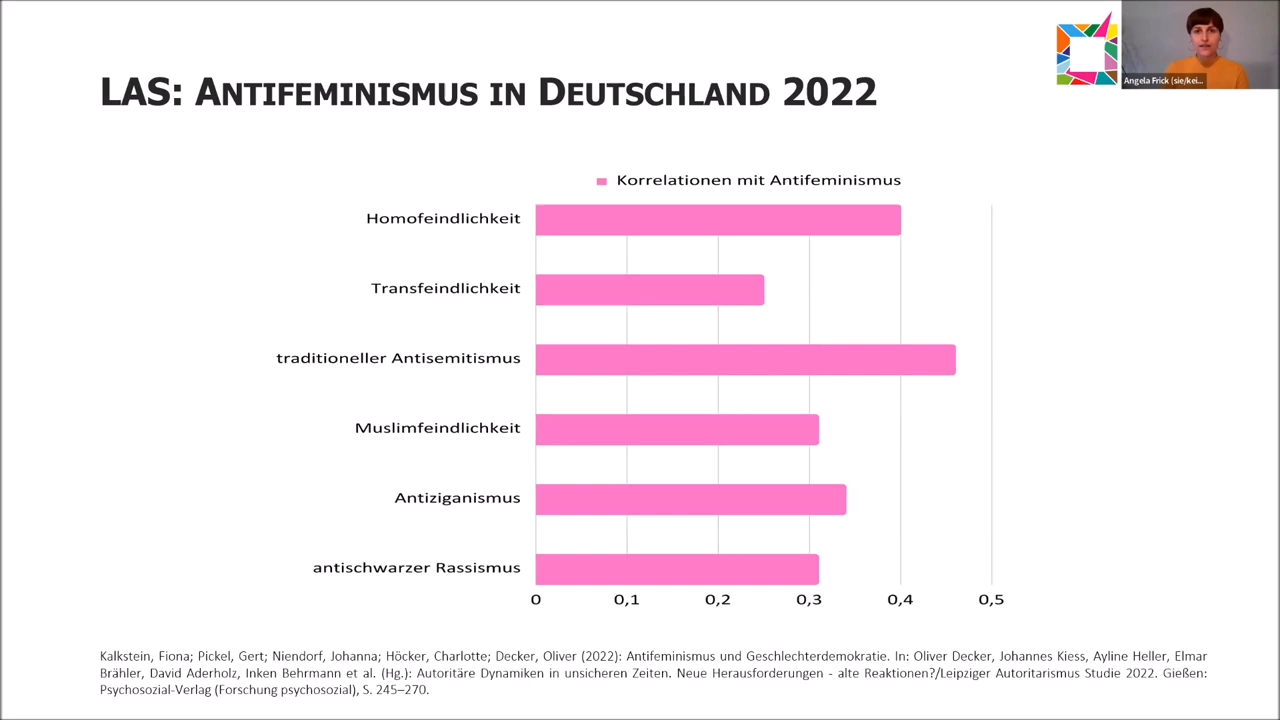 LAS: Antifeminismus in Deutschland 2022
Angela Frick (sie/kei...
Korrelationen mit Antifeminismus
Homofeindlichkeit
Transfeindlichkeit
traditioneller Antisemitismus
Muslimfeindlichkeit
Antiziganismus
antischwarzer Rassismus
0 0,1 0,2 0,3 0,4 0,5
Kalkstein, Fiona; Pickel, Gert; Niendorf, Johanna; Höcker, Charlotte; Decker, Oliver (2022): Antifeminismus und Geschlechterdemokratie. In: Oliver Decker, Johannes Kiess, Ayline Heller, Elmar
Brähler, David Aderholz, Inken Behrmann et al. (Hg.): Autoritäre Dynamiken in unsicheren Zeiten. Neue Herausforderungen - alte Reaktionen?/Leipziger Autoritarismus Studie 2022. Gießen:
Psychosozial-Verlag (Forschung psychosozial), S. 245–270.